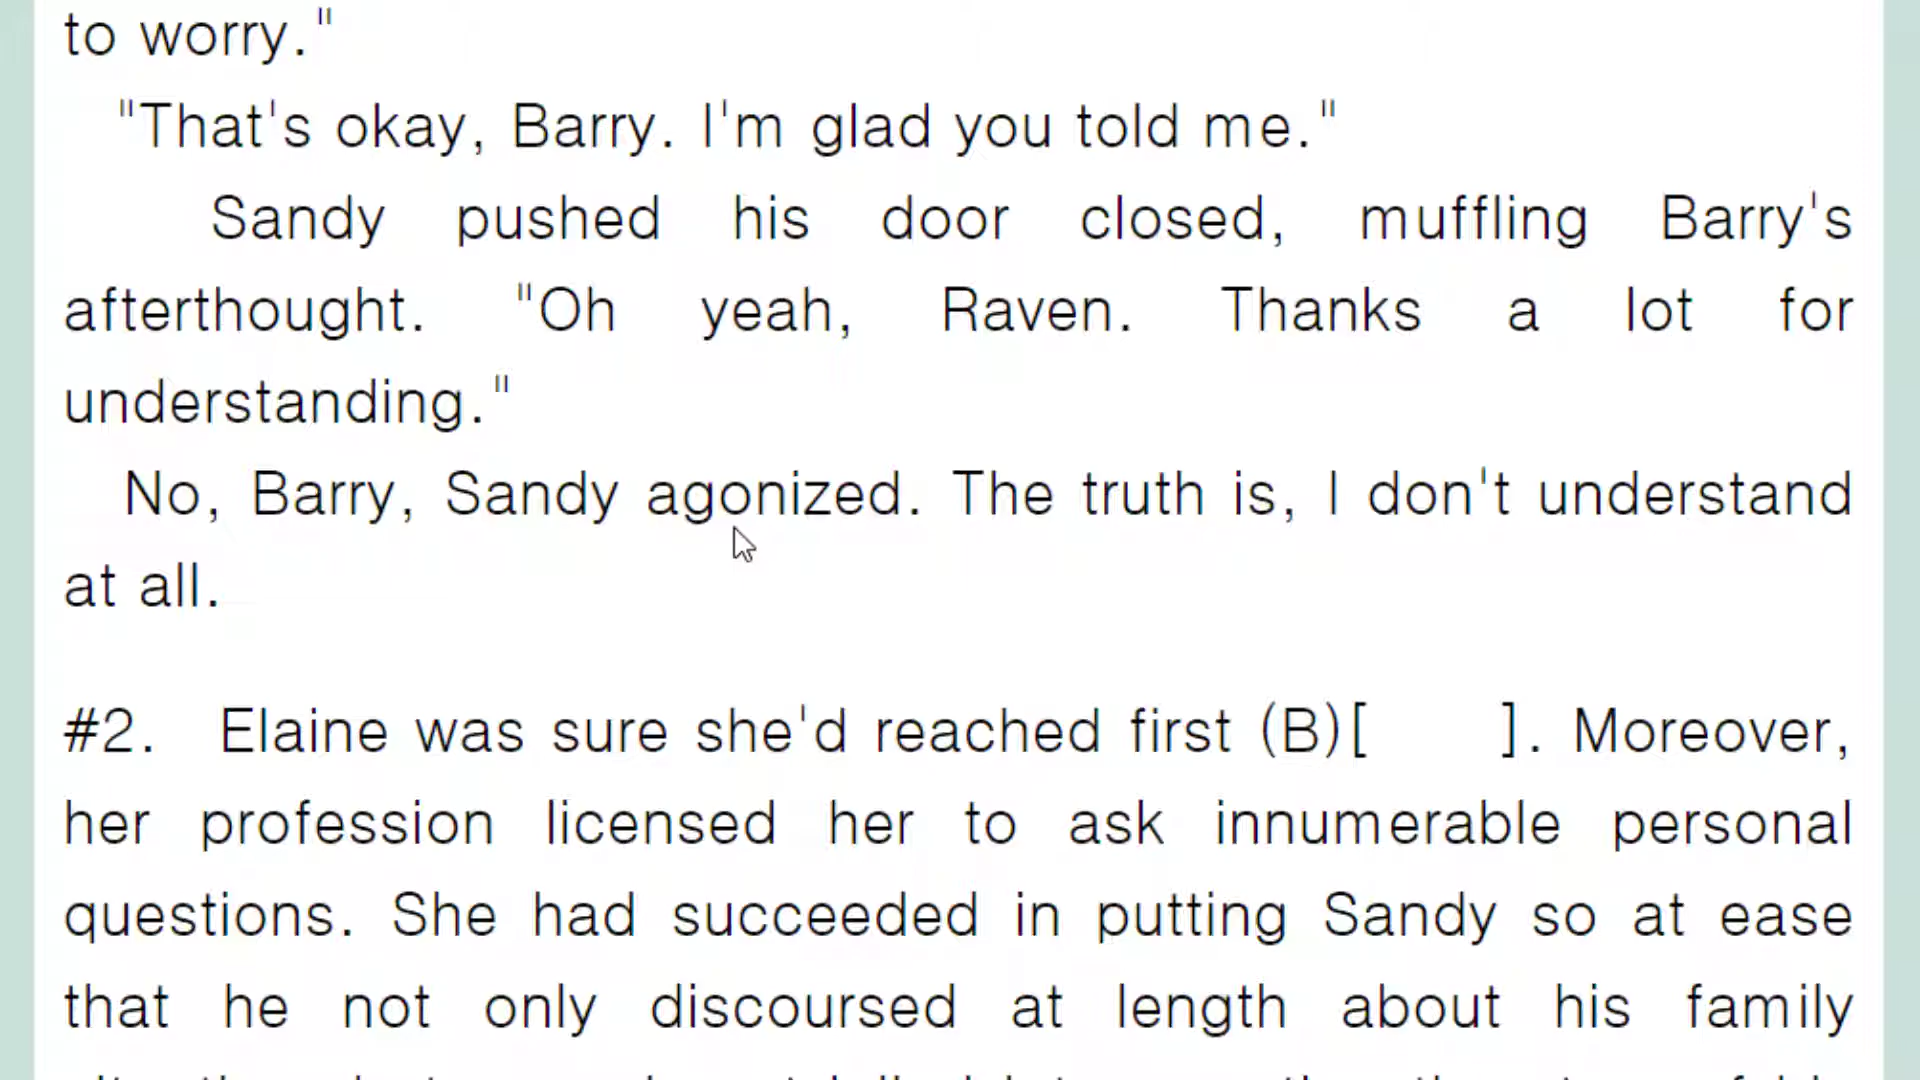 to worry."
"That's okay, Barry. I'm glad you told me."
Sandy pushed his door closed, muffling Barry's
afterthought. "Oh yeah, Raven. Thanks a lot for
understanding."
No, Barry, Sandy agonized. The truth is, I don't understand
at all.
#2. Elaine was sure she'd reached first (B)[ ]. Moreover,
her profession licensed her to ask innumerable personal
questions. She had succeeded in putting Sandy so at ease
that he not only discoursed at length about his family